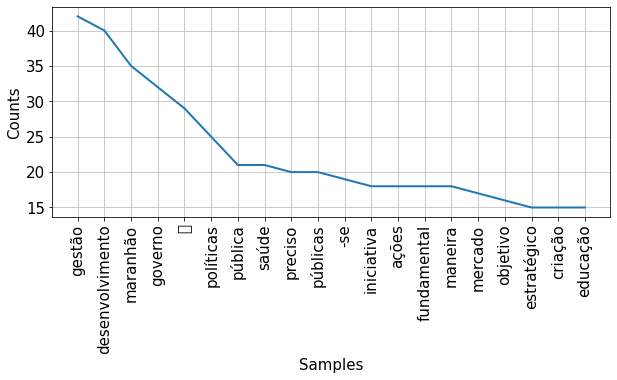 Counts
40
35
30
25
20
15
gestão
desenvolvimento
maranhão
governo
políticas
pública
saúde
preciso
públicas
-se
iniciativa
ações
fundamental
maneira
mercado
objetivo
estratégico
criação
educação
Samples